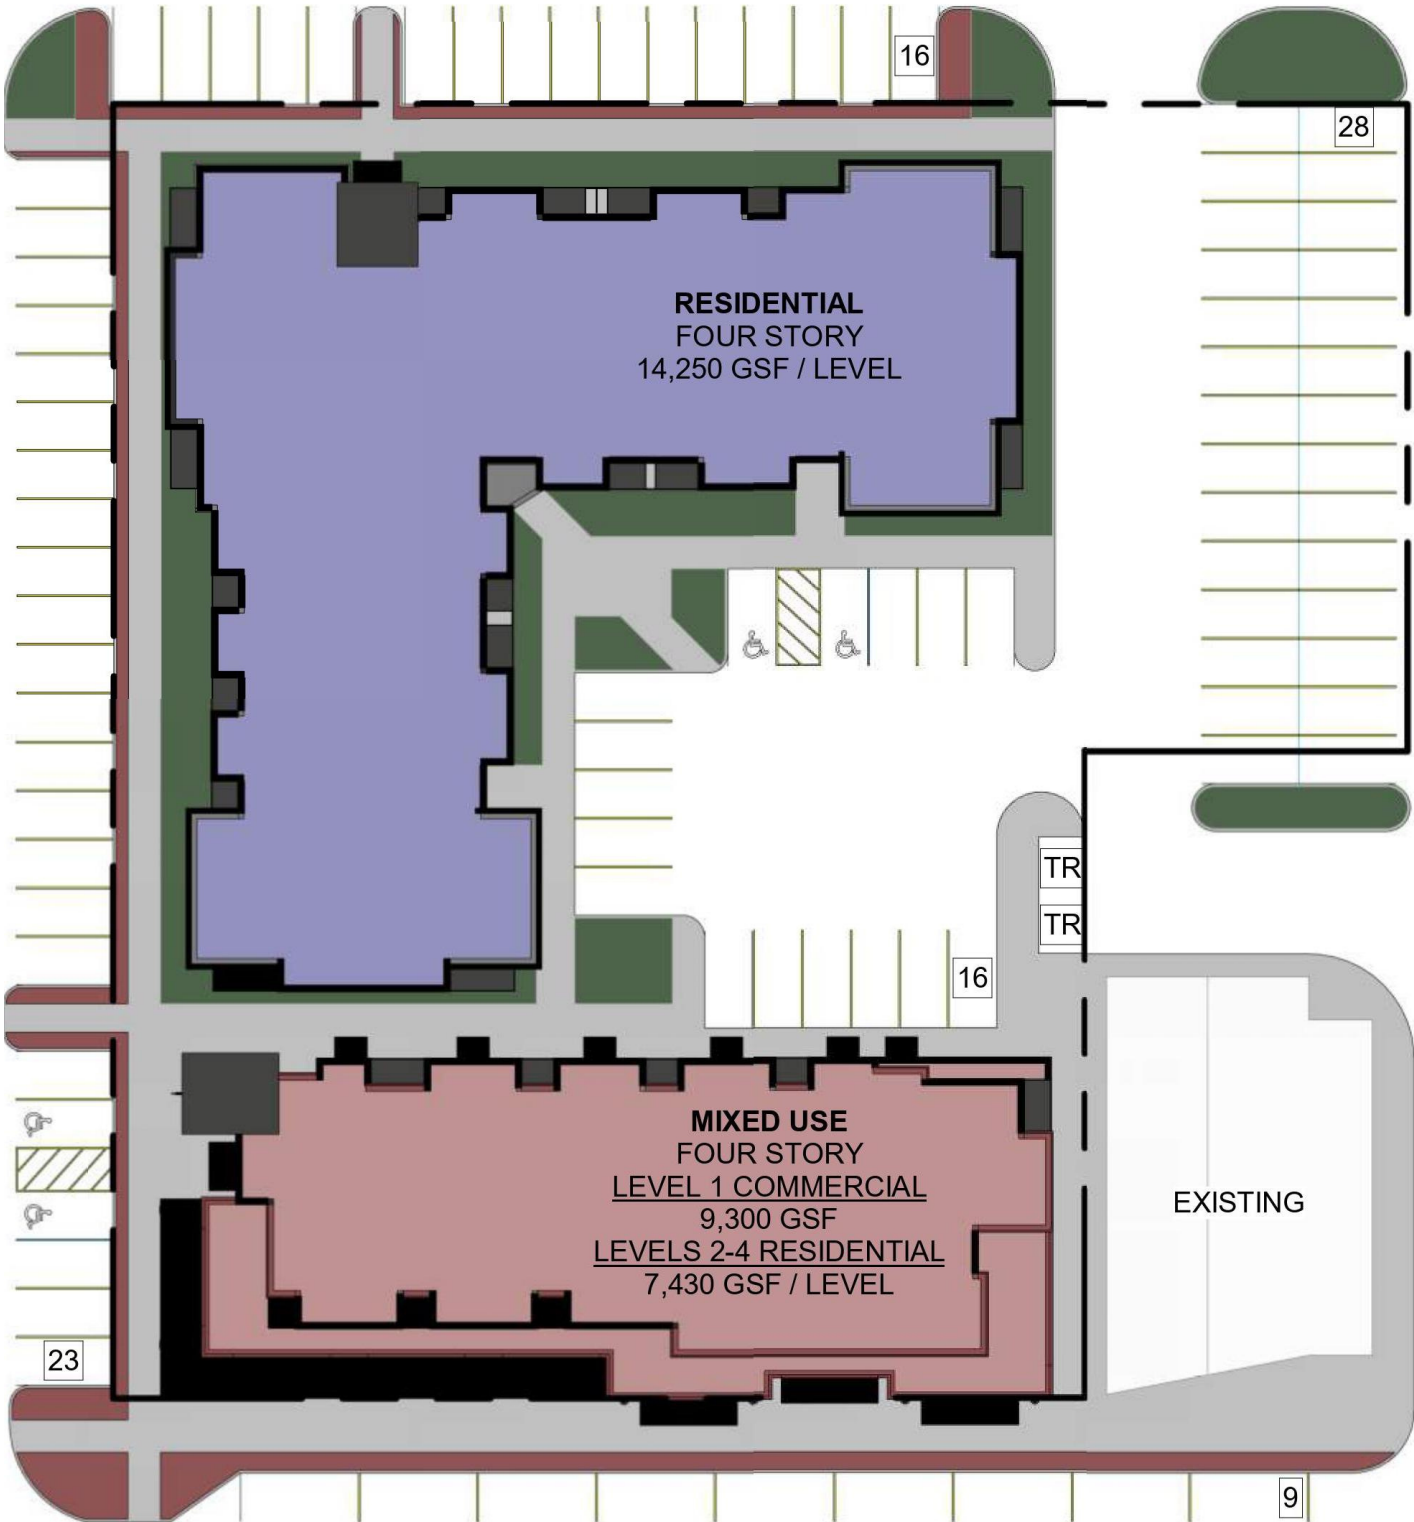 16
28
RESIDENTIAL
FOUR STORY
14,250 GSF / LEVEL
TR
TR
16
MIXED USE
FOUR STORY
LEVEL 1 COMMERCIAL
9,300 GSF
LEVELS 2-4 RESIDENTIAL
7,430 GSF / LEVEL
EXISTING
23
9